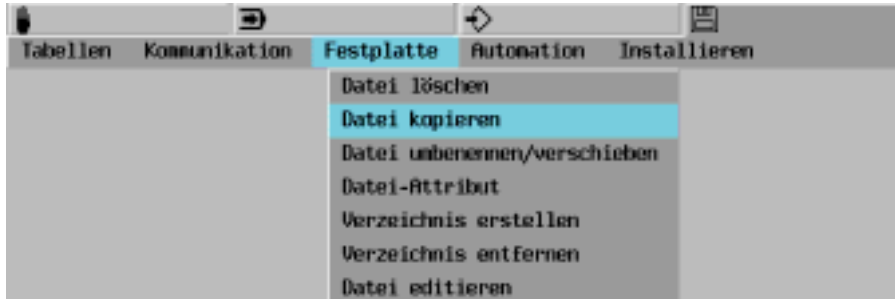 Tabellen Kommunikation Festplatte Automation Installieren
Datei löschen
Datei kopieren
Datei umbenennen/verschieben
Datei-Attribut
Verzeichnis erstellen
Verzeichnis entfernen
Datei editieren